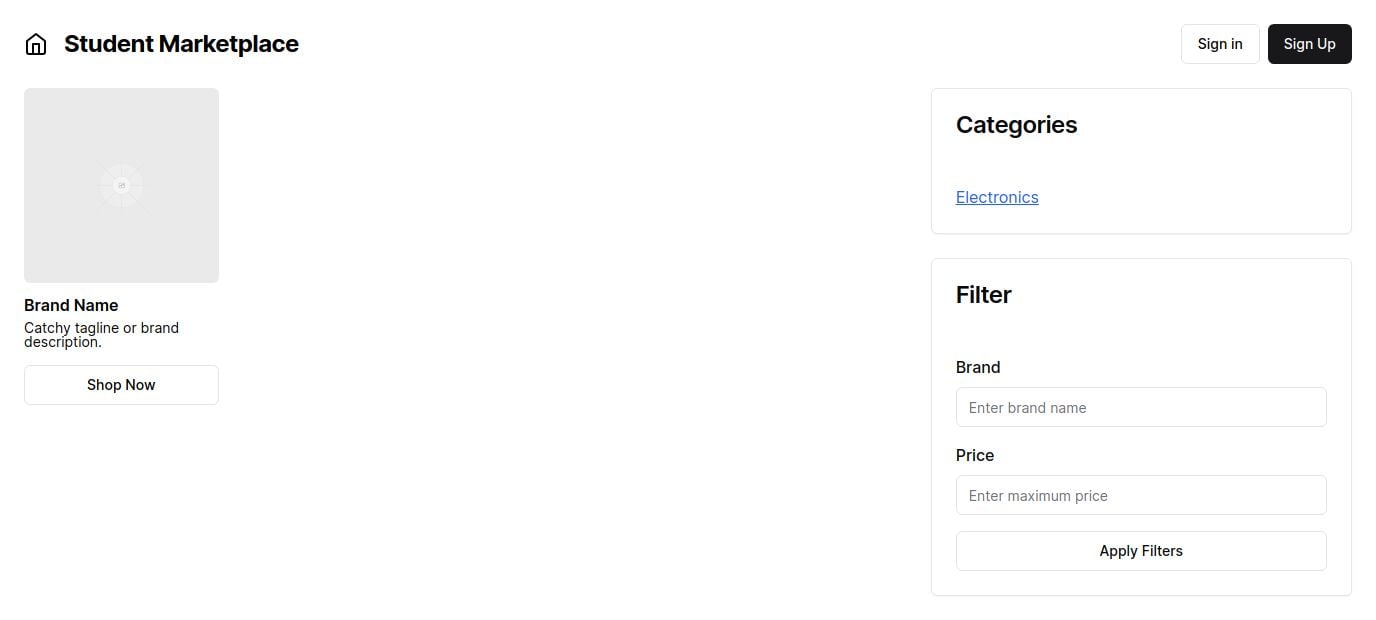 Student Marketplace
Sign in
Sign Up
Brand Name
Catchy tagline or brand
description.
Shop Now
Categories
Electronics
Filter
Brand
Enter brand name
Price
Enter maximum price
Apply Filters